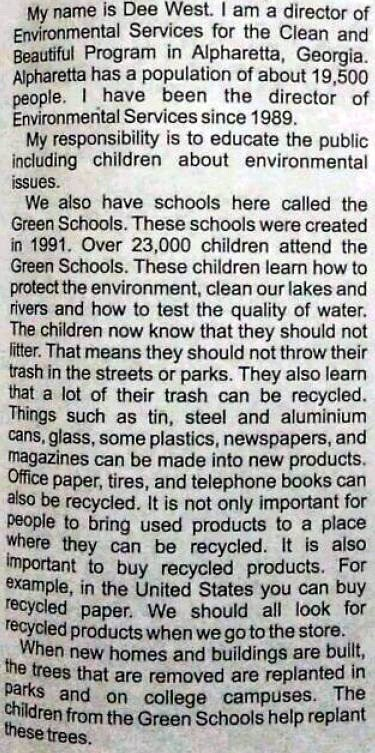 My name is Dee West. I am a director of
Environmental Services for the Clean and
Beautiful Program in Alpharetta, Georgia.
Alpharetta has a population of about 19,500
people. I have been the director of
Environmental Services since 1989.
My responsibility is to educate the public
including children about environmental
issues.
We also have schools here called the
Green Schools. These schools were created
in 1991. Over 23,000 children attend the
Green Schools. These children learn how to
protect the environment, clean our lakes and
rivers and how to test the quality of water.
The children now know that they should not
litter. That means they should not throw their
trash in the streets or parks. They also learn
that a lot of their trash can be recycled.
Things such as tin, steel and aluminium
cans, glass, some plastics, newspapers, and
magazines can be made into new products.
Office paper, tires, and telephone books can
also be recycled. It is not only important for
people to bring used products to a place
where they can be recycled. It is also
important to buy recycled products. For
example, in the United States you can buy
recycled paper. We should all look for
recycled products when we go to the store.
When new homes and buildings are built,
the trees that are removed are replanted in
parks and on college campuses. The
children from the Green Schools help replant
these trees.